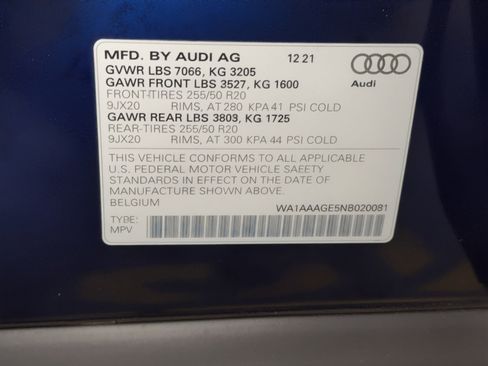 MFD. BY AUDI AG 12 21
GVWR LBS 7066, KG 3205
GAWR FRONT LBS 3527, KG 1600
FRONT-TIRES 255/50 R20
9JX20 RIMS, AT 280 KPA 41 PSI COLD
GAWR REAR LBS 3803, KG 1725
REAR-TIRES 255/50 R20
9JX20 RIMS, AT 300 KPA 44 PSI COLD
Audi
THIS VEHICLE CONFORMS TO ALL APPLICABLE
U.S. FEDERAL MOTOR VEHICLE SAFETY
STANDARDS IN EFFECT ON THE DATE OF
MANUFACTURE SHOWN ABOVE.
BELGIUM WA1AAAGE5NB020081
TYPE:
MPV